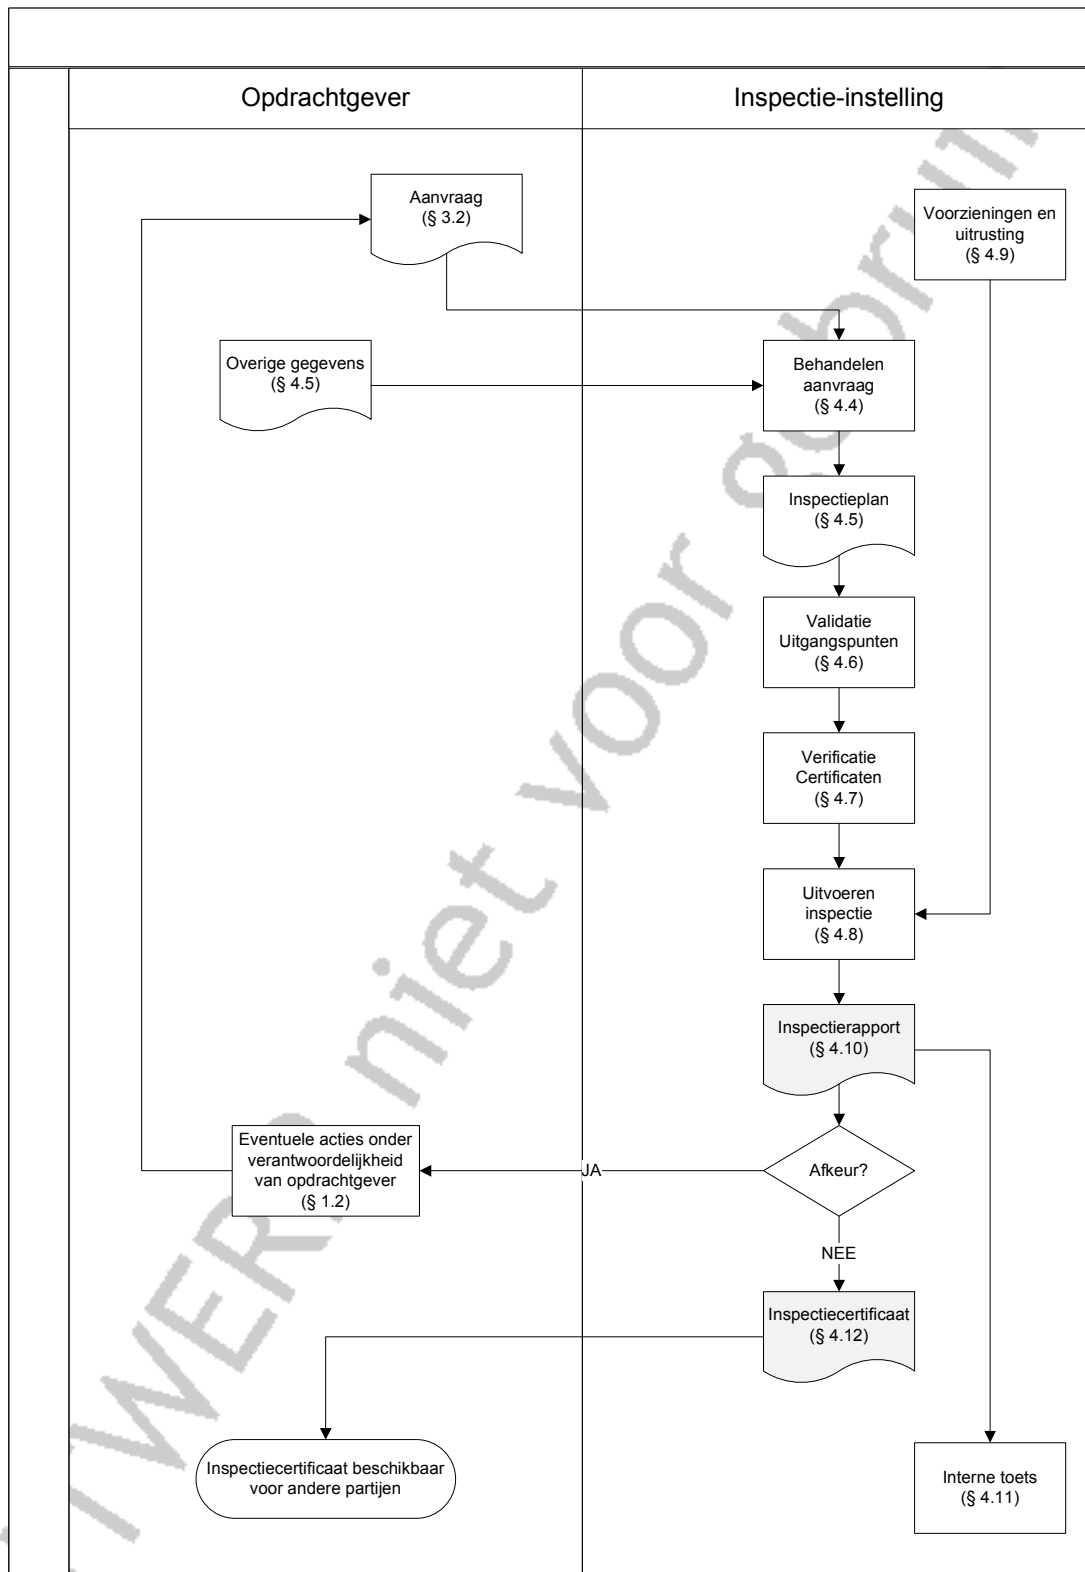 Opdrachtgever
Inspectie-instelling
Aanvraag
(§ 3.2)
Voorzieningen en
uitrusting
(§ 4.9)
Overige gegevens
(§ 4.5)
Behandelen
aanvraag
(§ 4.4)
Inspectieplan
(§ 4.5)
Validatie
Uitgangspunten
(§ 4.6)
Verificatie
Certificaten
(§ 4.7)
Uitvoeren
inspectie
(§ 4.8)
Inspectierapport
(§ 4.10)
Eventuele acties onder
verantwoordelijkheid
van opdrachtgever
(§ 1.2)
JA
Afkeur?
NEE
Inspectiecertificaat
(§ 4.12)
Inspectiecertificaat beschikbaar
voor andere partijen
Interne toets
(§ 4.11)
niet voor